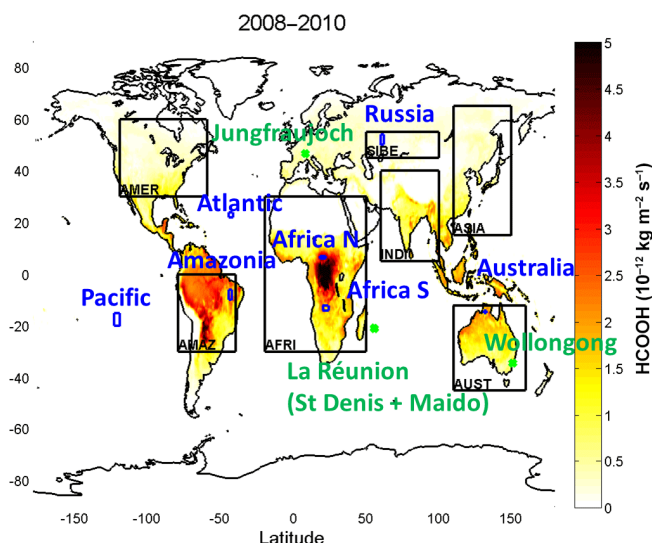 2008–2010
80
60
40
20
0
-20
-40
-60
-80
-150
-100
-50
0
50
100
150
Latitude
Russia
Jungfraujoch
SIBE
AMER
Atlantic
ASIA
Africa N
INDI
Amazonia
Australia
Pacific
Africa S
Wollongong
AMAZ
AFRI
La Réunion
(St Denis + Maido)
AUST
5
4.5
4
3.5
3
2.5
2
1.5
1
0.5
0
HCOOH (10⁻¹² kg m⁻² s⁻¹)